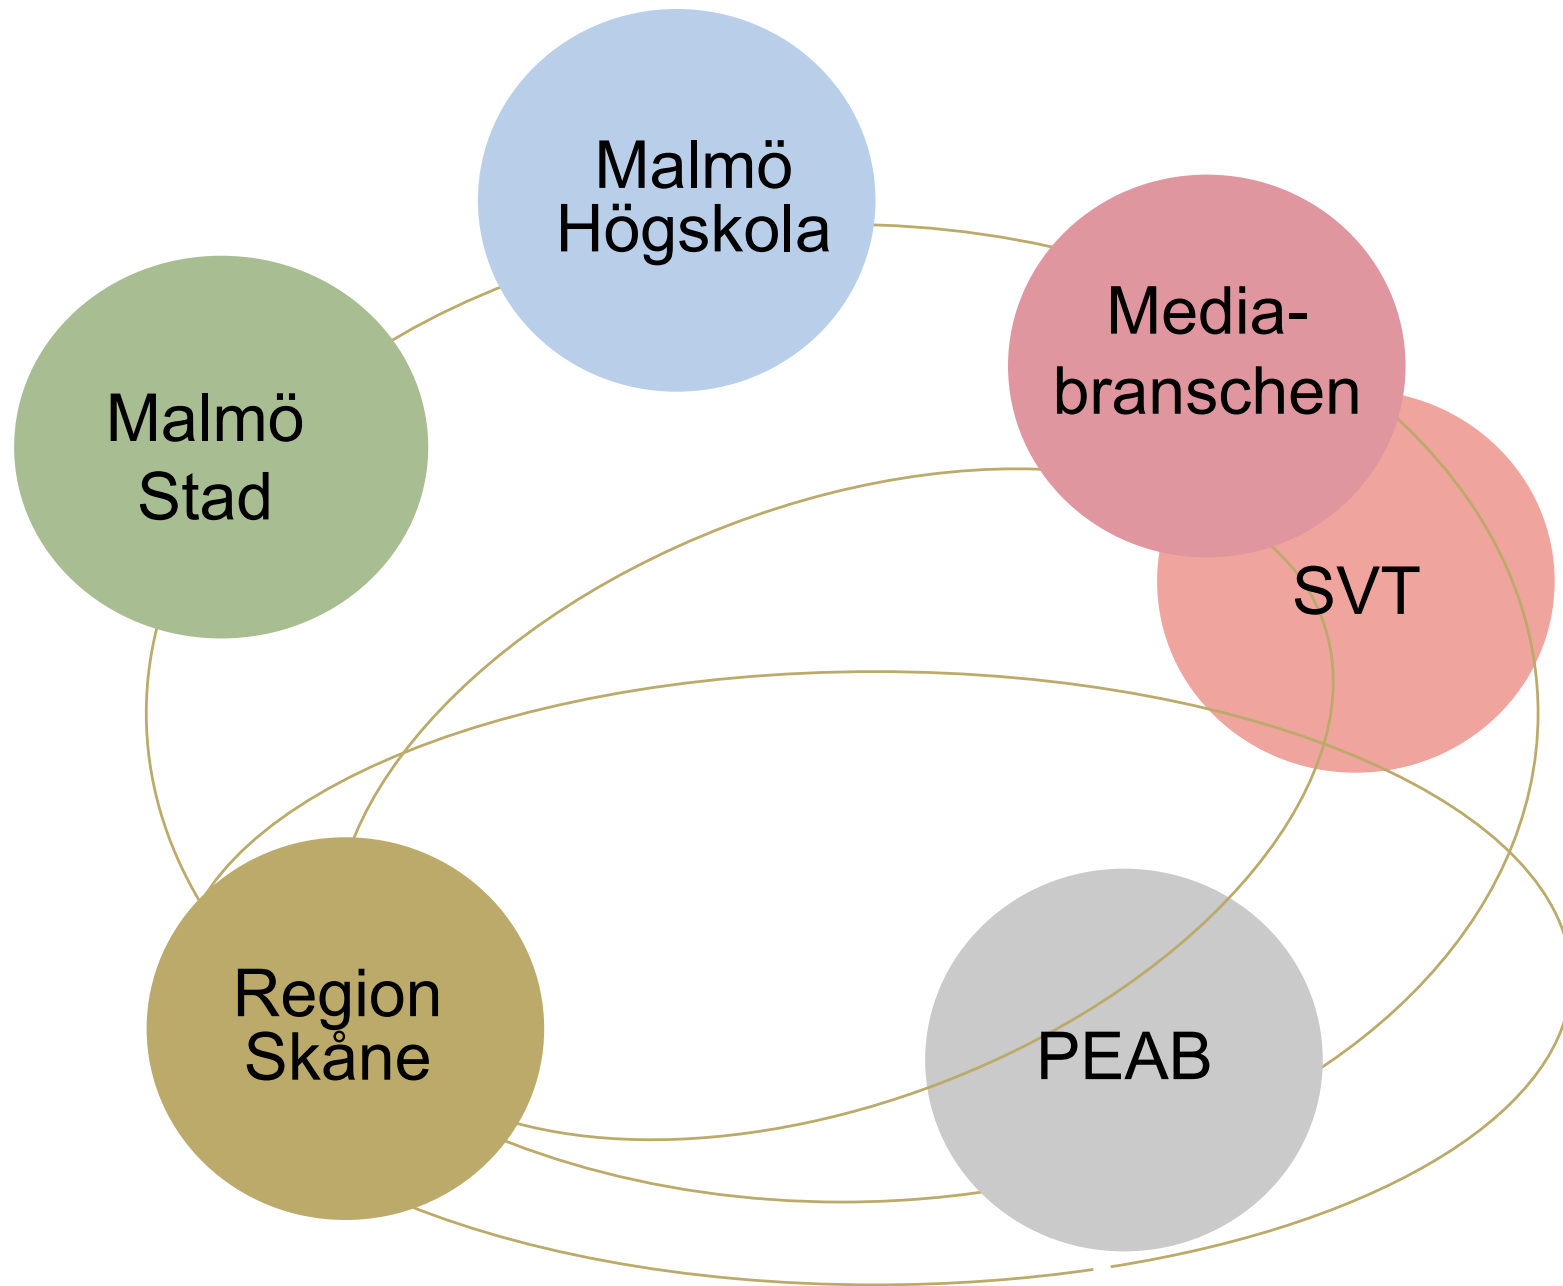 Malmö
Högskola
Media-
branschen
Malmö
Stad
SVT
Region
Skåne
PEAB